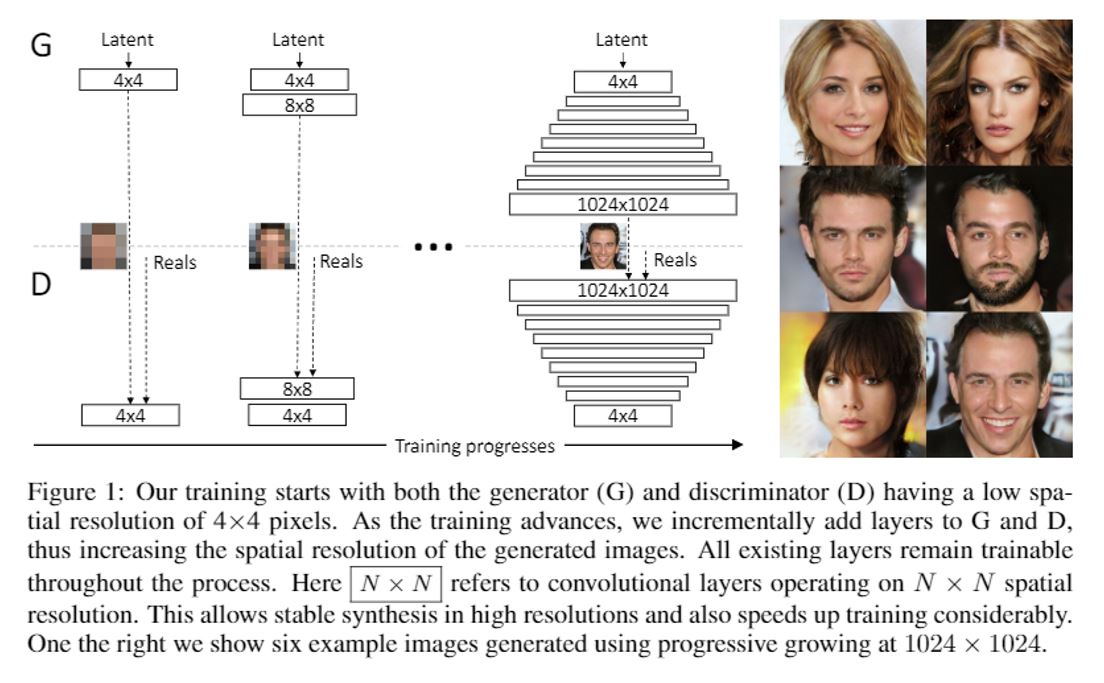 G
Latent
Latent
Latent
4x4
4x4
4x4
8x8
1024x1024
Reals
Reals
Reals
D
1024x1024
8x8
4x4
4x4
4x4
Training progresses
Figure 1: Our training starts with both the generator (G) and discriminator (D) having a low spa-
tial resolution of 4×4 pixels. As the training advances, we incrementally add layers to G and D,
thus increasing the spatial resolution of the generated images. All existing layers remain trainable
throughout the process. Here N × N refers to convolutional layers operating on N × N spatial
resolution. This allows stable synthesis in high resolutions and also speeds up training considerably.
One the right we show six example images generated using progressive growing at 1024 × 1024.